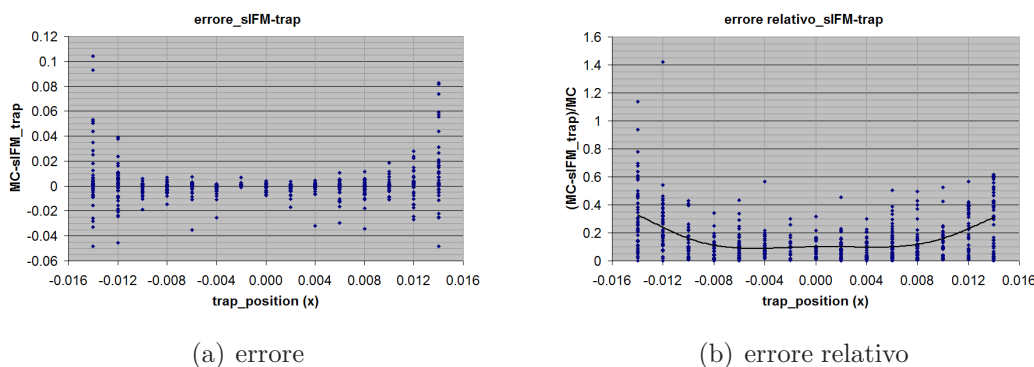 errore_sIFM-trap
0.12
0.1
0.08
0.06
0.04
0.02
0
-0.02
-0.04
-0.06
MC-sIFM_trap
-0.016 -0.012 -0.008 -0.004 0.000 0.004 0.008 0.012 0.016
trap_position (x)
(a) errore
errore relativo_sIFM-trap
1.6
1.4
1.2
1
0.8
0.6
0.4
0.2
0
(MC-sIFM_trap)/MC
-0.016 -0.012 -0.008 -0.004 0.000 0.004 0.008 0.012 0.016
trap_position (x)
(b) errore relativo